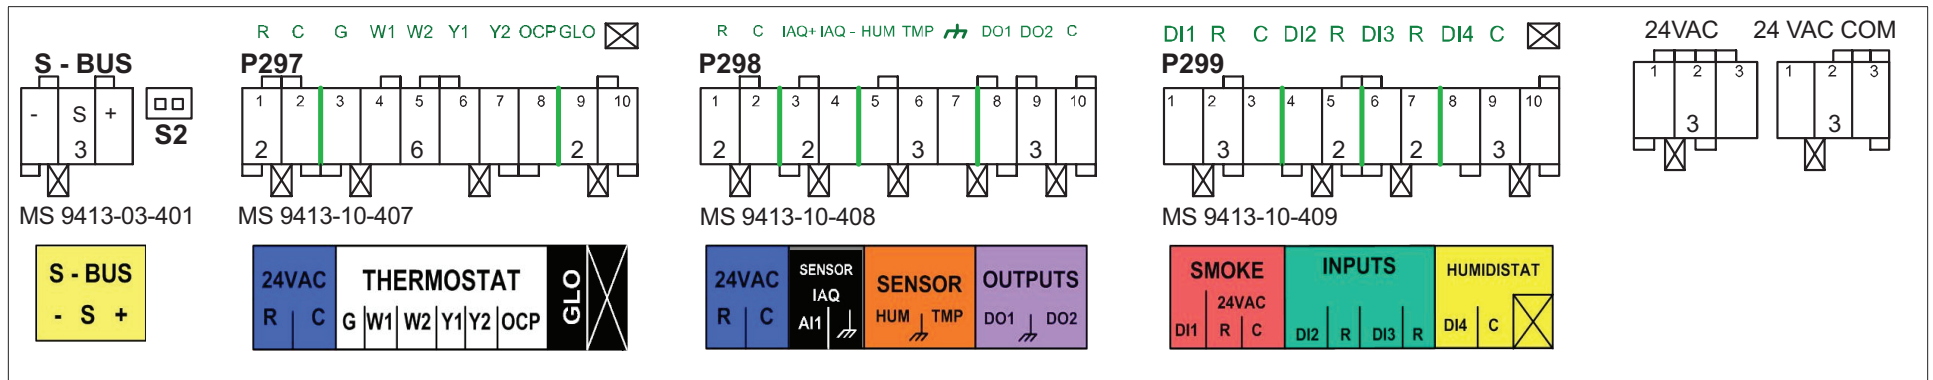 R C G W1 W2 Y1 Y2 OCP GLO
R C IAQ+ IAQ - HUM TMP DO1 DO2 C
DI1 R C DI2 R DI3 R DI4 C
24VAC 24 VAC COM
S - BUS
P297
P298
P299
- S +
3
S2
1 2 3 4 5 6 7 8 9 10
2 6 2
1 2 3 4 5 6 7 8 9 10
2 2 3 3
1 2 3 4 5 6 7 8 9 10
3 2 2 3
1 2 3
3
1 2 3
3
MS 9413-03-401
MS 9413-10-407
MS 9413-10-408
MS 9413-10-409
S - BUS
- S +
24VAC
R C
THERMOSTAT
G W1 W2 Y1 Y2 OCP
GLO
24VAC
R C
SENSOR
IAQ
AI1
SENSOR
HUM TMP
OUTPUTS
DO1 DO2
SMOKE
24VAC
DI1 R C
INPUTS
DI2 R DI3 R
HUMIDISTAT
DI4 C